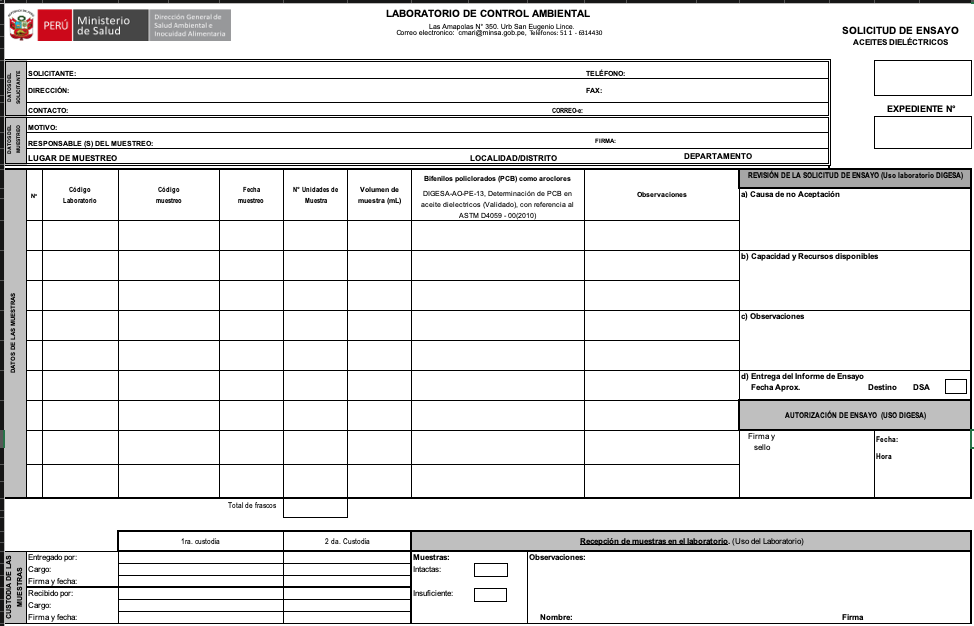 PERÚ
Ministerio
de Salud
Dirección General de
Salud Ambiental e
Inocuidad Alimentaria
LABORATORIO DE CONTROL AMBIENTAL
Las Amapolas N° 350. Urb San Eugenio Lince.
Correo electronico: cmari@minsa.gob.pe, Telefonos: 51 1 - 6314430
SOLICITUD DE ENSAYO
ACEITES DIELÉCTRICOS
EXPEDIENTE N°
DATOS DEL
SOLICITANTE
SOLICITANTE:
TELÉFONO:
DIRECCIÓN:
FAX:
CONTACTO:
CORREO-e:
DATOS DEL
MUESTREO
MOTIVO:
RESPONSABLE (S) DEL MUESTREO:
FIRMA:
LUGAR DE MUESTREO
LOCALIDAD/DISTRITO
DEPARTAMENTO
DATOS DE LAS MUESTRAS
N°
Código
Laboratorio
Código
muestreo
Fecha
muestreo
N° Unidades de
Muestra
Volumen de
muestra (mL)
Bifenilos policlorados (PCB) como aroclores
DIGESA-AO-PE-13, Determinación de PCB en
aceite dielectricos (Validado), con referencia al
ASTM D4059 - 00(2010)
Observaciones
REVISIÓN DE LA SOLICITUD DE ENSAYO (Uso laboratorio DIGESA)
a) Causa de no Aceptación
b) Capacidad y Recursos disponibles
c) Observaciones
d) Entrega del Informe de Ensayo
Fecha Aprox.
Destino
DSA
AUTORIZACIÓN DE ENSAYO (USO DIGESA)
Firma y
sello
Fecha:
Hora
Total de frascos
CUSTODIA DE LAS
MUESTRAS
1ra. custodia
2 da. Custodia
Entregado por:
Cargo:
Firma y fecha:
Recibido por:
Cargo:
Firma y fecha:
Recepción de muestras en el laboratorio. (Uso del Laboratorio)
Muestras:
Intactas:
Insuficiente:
Observaciones:
Nombre:
Firma